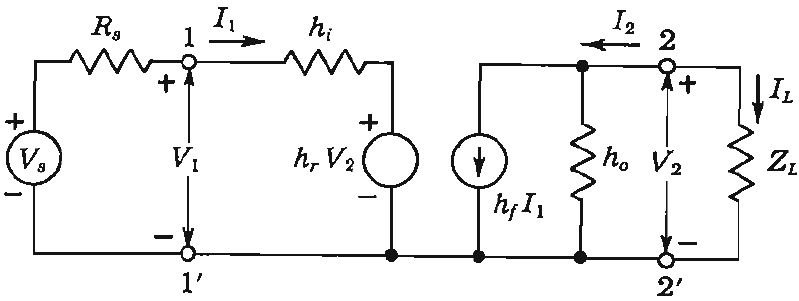 R_s
1
I_1
h_i
I_2
2
+
+
+
+
I_L
V_s
V_1
h_r V_2
h_o
V_2
Z_L
−
−
h_f I_1
−
−
1′
2′